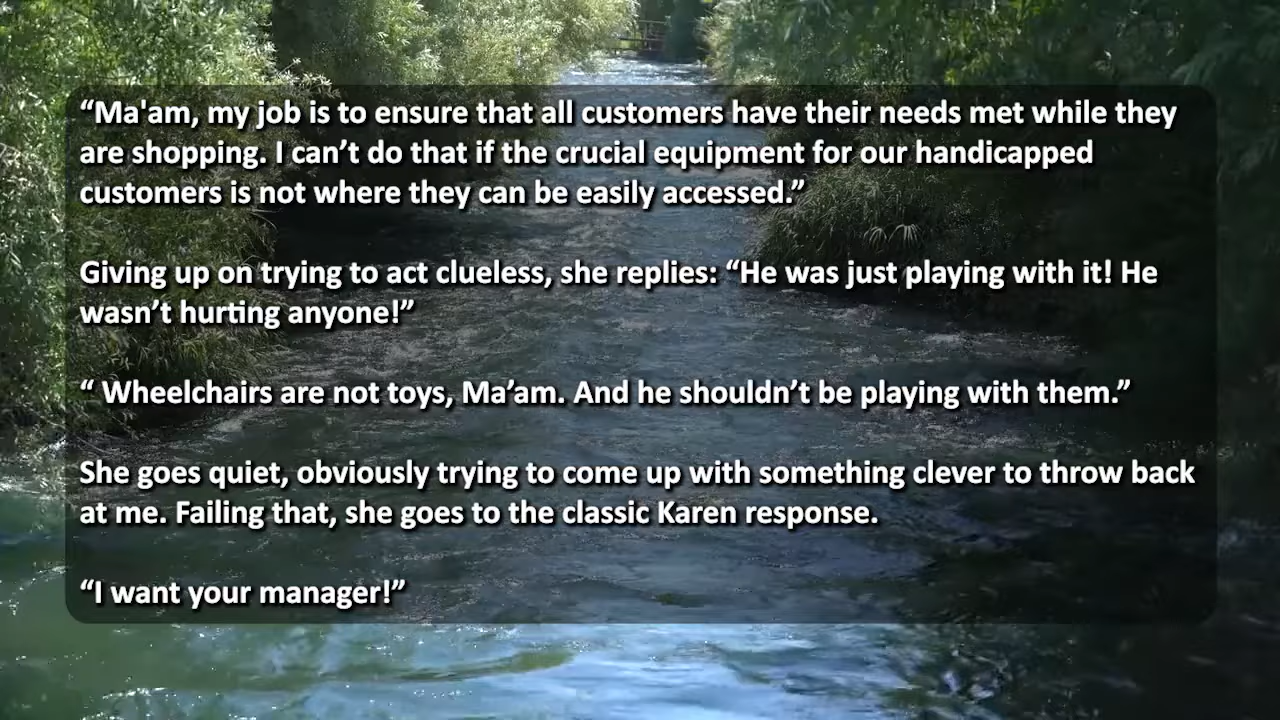 “Ma'am, my job is to ensure that all customers have their needs met while they
are shopping. I can’t do that if the crucial equipment for our handicapped
customers is not where they can be easily accessed.”
Giving up on trying to act clueless, she replies: “He was just playing with it! He
wasn’t hurting anyone!”
“ Wheelchairs are not toys, Ma’am. And he shouldn’t be playing with them.”
She goes quiet, obviously trying to come up with something clever to throw back
at me. Failing that, she goes to the classic Karen response.
“I want your manager!”